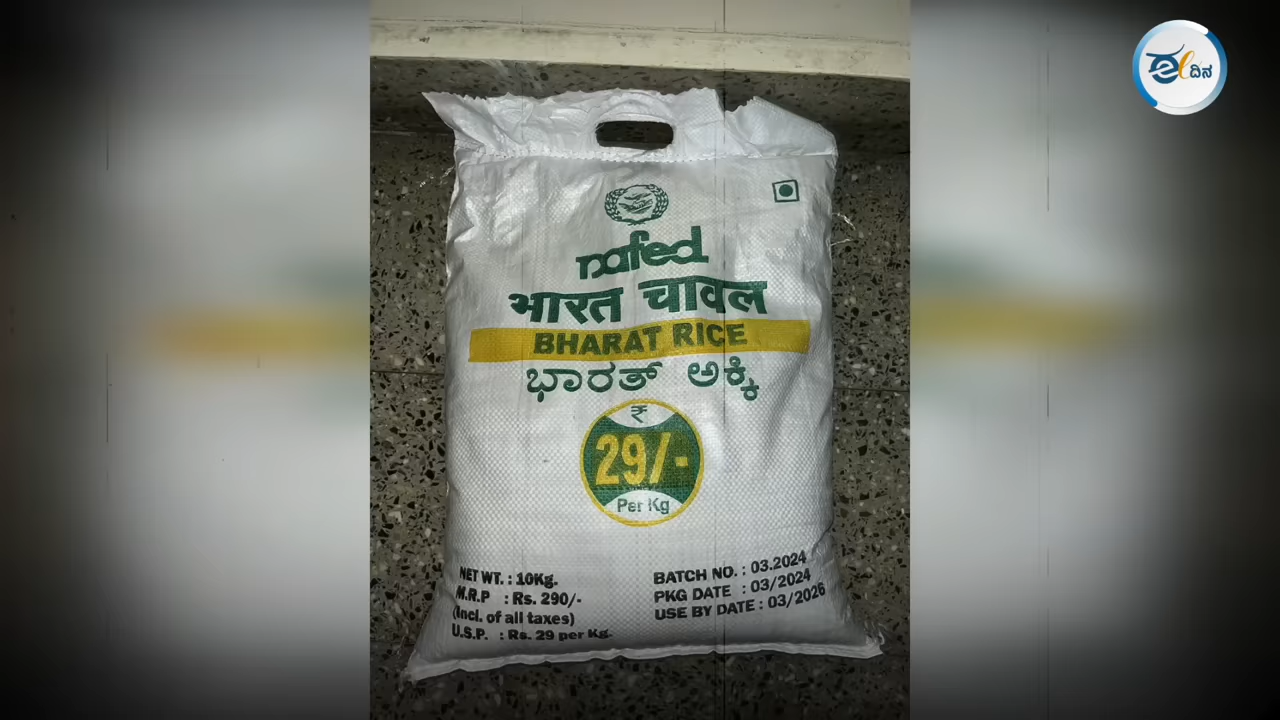 nafed
भारत चावल
BHARAT RICE
ಭಾರತ್ ಅಕ್ಕಿ
₹
29/-
Per Kg
NET WT. : 10Kg.
M.R.P : Rs. 290/-
(Incl. of all taxes)
U.S.P. : Rs. 29 per Kg.
BATCH NO. : 03.2024
PKG DATE : 03/2024
USE BY DATE : 03/2026
ಈ ದಿನ